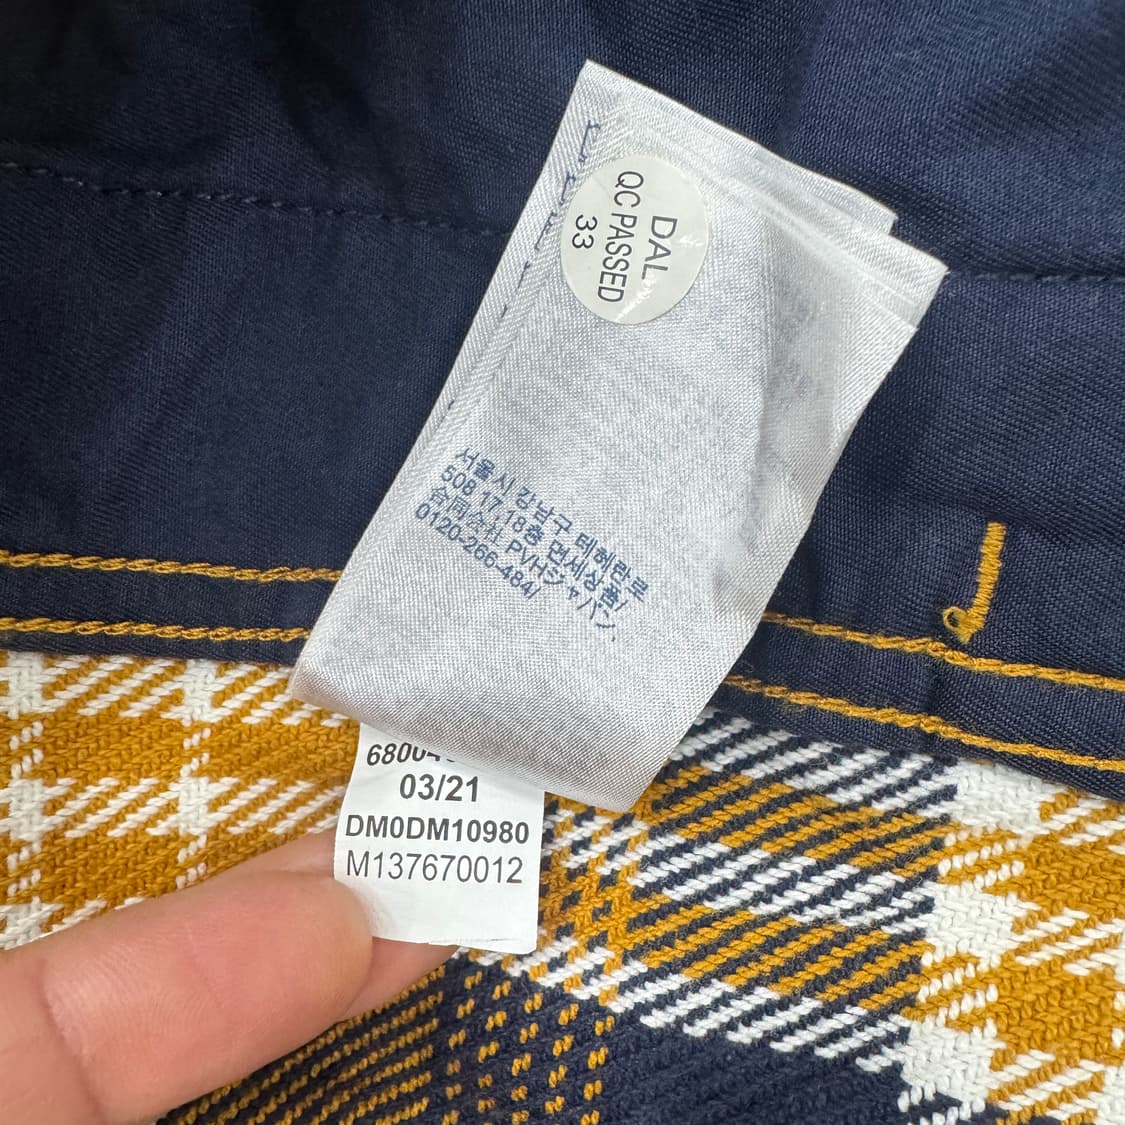 DAL
QC PASSED
33
서울시 강남구 테헤란로
508 17,18층 면세상품/
合同会社 PVHジャパン,
0120-266-484/
03/21
DM0DM10980
M137670012